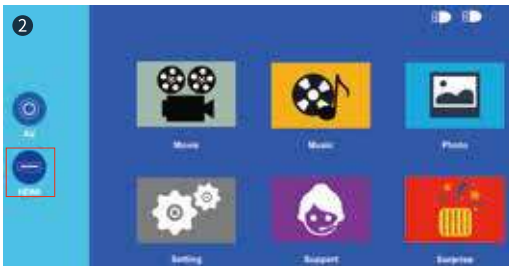 2
AV
HDMI
Movie
Music
Photo
Setting
Support
Surprise